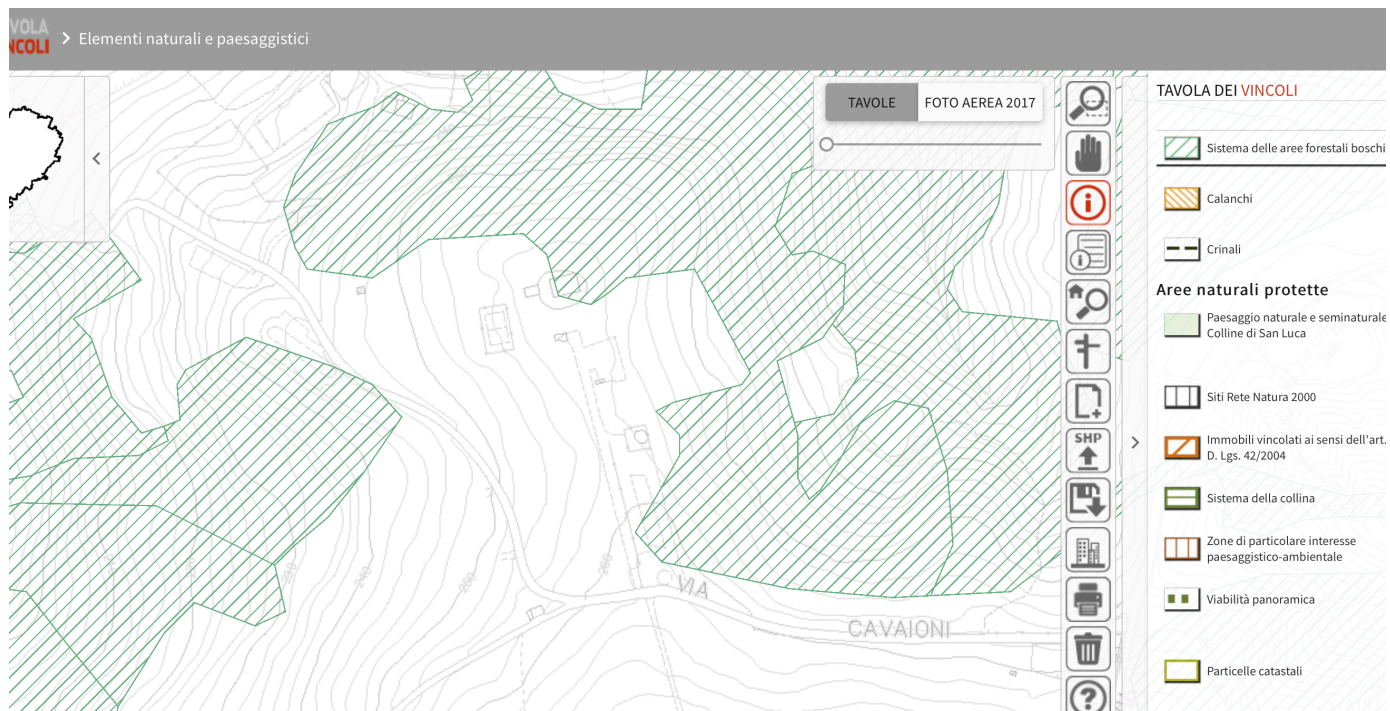 VOLA
NCOLI
Elementi naturali e paesaggistici
TAVOLE
FOTO AEREA 2017
SHP
TAVOLA DEI VINCOLI
Sistema delle aree forestali boschi
Calanchi
Crinali
Aree naturali protette
Paesaggio naturale e seminaturale
Colline di San Luca
Siti Rete Natura 2000
Immobili vincolati ai sensi dell'art.
D. Lgs. 42/2004
Sistema della collina
Zone di particolare interesse
paesaggistico-ambientale
Viabilità panoramica
Particelle catastali
240
260
VIA
CAVAIONI